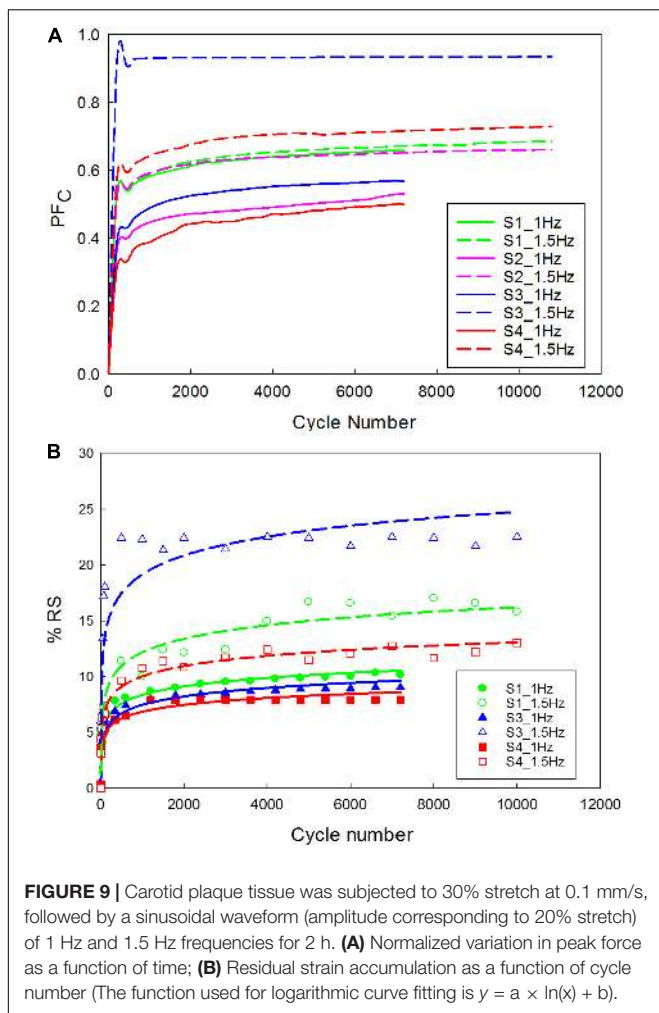 A
1.0
0.8
0.6
0.4
0.2
0.0
PFC
0 2000 4000 6000 8000 10000 12000
Cycle Number
S1_1Hz
S1_1.5Hz
S2_1Hz
S2_1.5Hz
S3_1Hz
S3_1.5Hz
S4_1Hz
S4_1.5Hz
B
30
25
20
15
10
5
0
% RS
0 2000 4000 6000 8000 10000 12000
Cycle number
S1_1Hz
S1_1.5Hz
S3_1Hz
S3_1.5Hz
S4_1Hz
S4_1.5Hz
FIGURE 9 | Carotid plaque tissue was subjected to 30% stretch at 0.1 mm/s,
followed by a sinusoidal waveform (amplitude corresponding to 20% stretch)
of 1 Hz and 1.5 Hz frequencies for 2 h. (A) Normalized variation in peak force
as a function of time; (B) Residual strain accumulation as a function of cycle
number (The function used for logarithmic curve fitting is y = a × ln(x) + b).